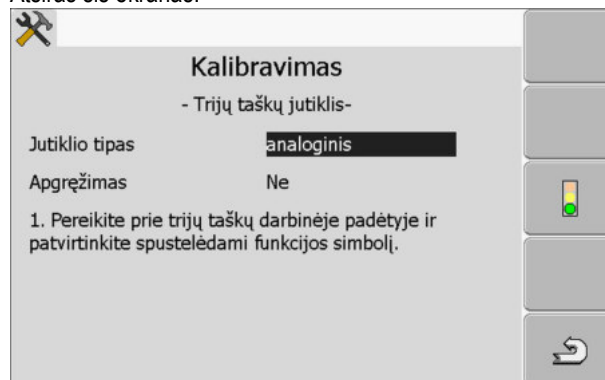 Atsiras šis ekranas:
Kalibravimas
- Trijų taškų jutiklis-
Jutiklio tipas analoginis
Apgręžimas Ne
1. Pereikite prie trijų taškų darbinėje padėtyje ir
patvirtinkite spustelėdami funkcijos simbolį.